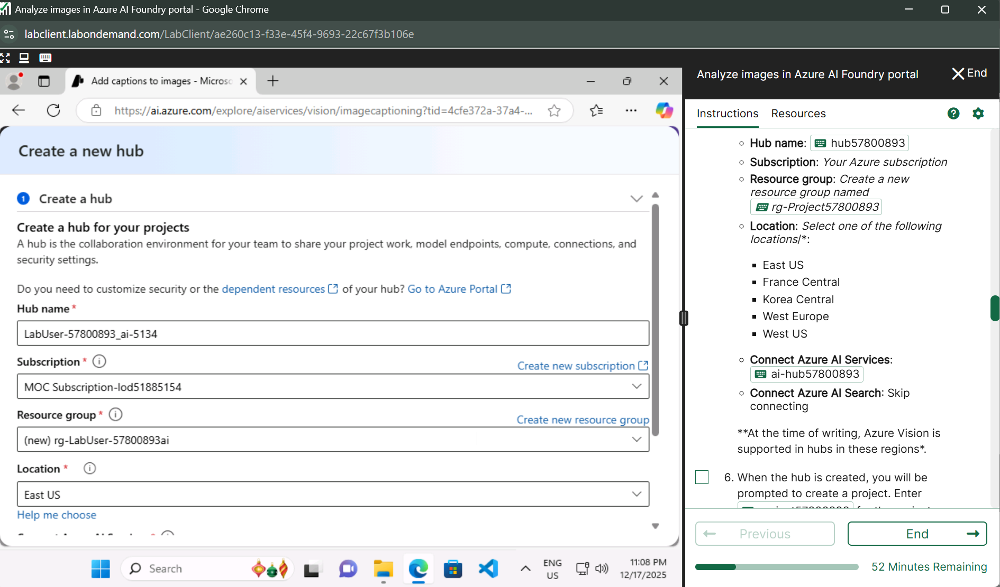 Analyze images in Azure AI Foundry portal - Google Chrome
labclient.labondemand.com/LabClient/ae260c13-f33e-45f4-9693-22c67f3b106e
Add captions to images - Microso
https://ai.azure.com/explore/aiservices/vision/imagecaptioning?tid=4cfe372a-37a4-...
Create a new hub
1 Create a hub
Create a hub for your projects
A hub is the collaboration environment for your team to share your project work, model endpoints, compute, connections, and
security settings.
Do you need to customize security or the dependent resources of your hub? Go to Azure Portal
Hub name *
LabUser-57800893_ai-5134
Subscription *
Create new subscription
MOC Subscription-lod51885154
Resource group *
Create new resource group
(new) rg-LabUser-57800893ai
Location *
East US
Help me choose
Search
ENG
US
11:08 PM
12/17/2025
Analyze images in Azure AI Foundry portal
End
Instructions Resources
Hub name: hub57800893
Subscription: Your Azure subscription
Resource group: Create a new
resource group named
rg-Project57800893
Location: Select one of the following
locations|*:
East US
France Central
Korea Central
West Europe
West US
Connect Azure AI Services:
ai-hub57800893
Connect Azure AI Search: Skip
connecting
**At the time of writing, Azure Vision is
supported in hubs in these regions*.
6. When the hub is created, you will be
prompted to create a project. Enter
Previous
End
52 Minutes Remaining